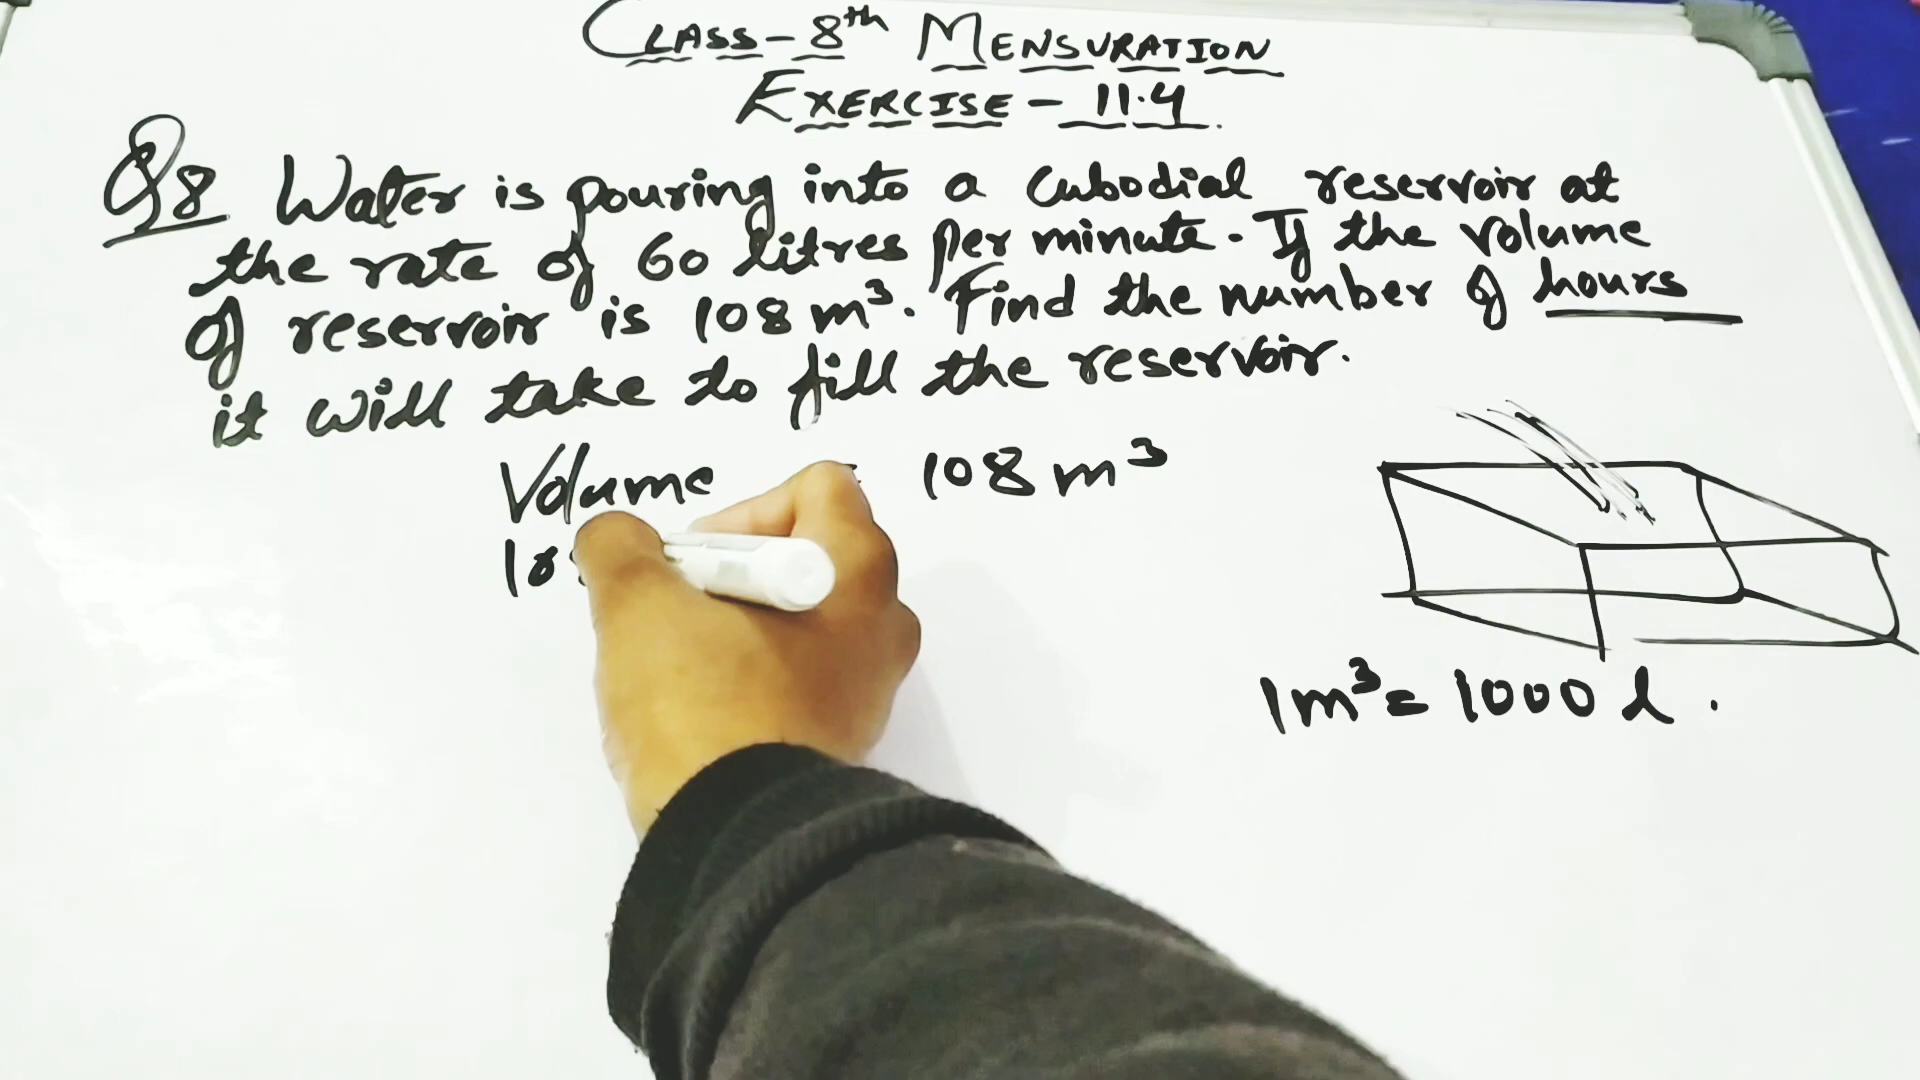 CLASS-8th MENSURATION
EXERCISE-11.4
Q8 Water is pouring into a cubodial reservoir at
the rate of 60 litres per minute. If the volume
of reservoir is 108 m³. Find the number of hours
it will take to fill the reservoir.
Volume = 108 m³
1m³ = 1000 l.